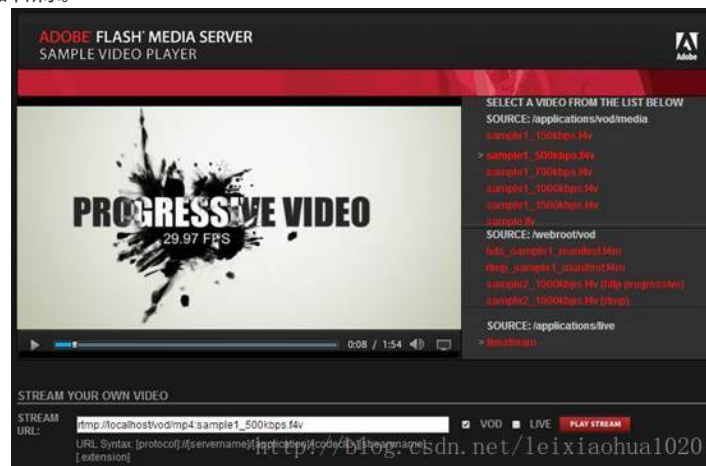 ADOBE® FLASH® MEDIA SERVER
SAMPLE VIDEO PLAYER
Adobe
SELECT A VIDEO FROM THE LIST BELOW
SOURCE: /applications/vod/media
sample1_150kbps.f4v
> sample1_500kbps.f4v
sample1_700kbps.f4v
sample1_1000kbps.f4v
sample1_1500kbps.f4v
sample.flv
SOURCE: /webroot/vod
hds_sample1_manifest.f4m
rtmp_sample1_manifest.f4m
sample2_1000kbps.f4v (http progressive)
sample2_1000kbps.f4v (rtmp)
SOURCE: /applications/live
> livestream
PROGRESSIVE VIDEO
29.97 FPS
0:08 / 1:54
STREAM YOUR OWN VIDEO
STREAM URL:
rtmp://localhost/vod/mp4:sample1_500kbps.f4v
VOD LIVE PLAY STREAM
URL Syntax: [protocol]://[servername]/[application]/[codec]:[streamname]
[.extension]
http://blog.csdn.net/leixiaohua1020